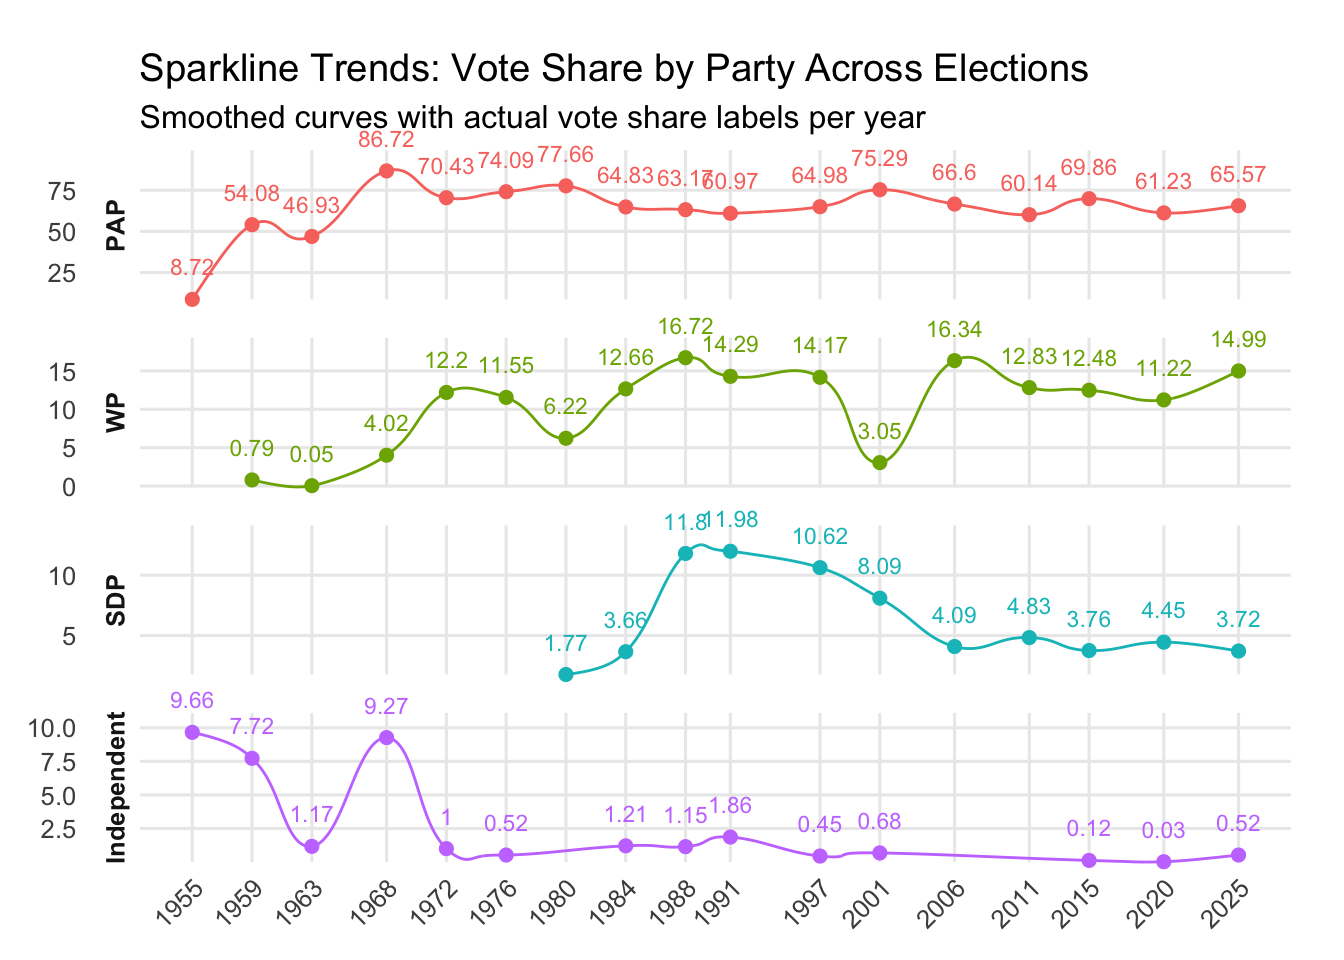 Sparkline Trends: Vote Share by Party Across Elections
Smoothed curves with actual vote share labels per year
PAP
75
50
25
8.72 54.08 46.93 86.72 70.43 74.09 77.66 64.83 63.17 60.97 64.98 75.29 66.6 60.14 69.86 61.23 65.57
WP
15
10
5
0
0.79 0.05 4.02 12.2 11.55 6.22 12.66 16.72 14.29 14.17 3.05 16.34 12.83 12.48 11.22 14.99
SDP
10
5
1.77 3.66 11.8 11.98 10.62 8.09 4.09 4.83 3.76 4.45 3.72
Independent
10.0
7.5
5.0
2.5
9.66 7.72 1.17 9.27 1 0.52 1.21 1.15 1.86 0.45 0.68 0.12 0.03 0.52
1955 1959 1963 1968 1972 1976 1980 1984 1988 1991 1997 2001 2006 2011 2015 2020 2025